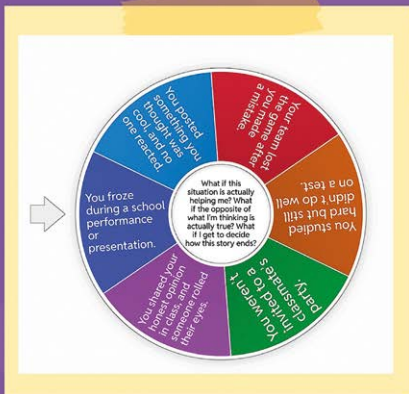 You posted
something you
thought was
cool, and no
one reacted.
Your team lost
the game after
you made
a mistake.
You studied
hard but still
didn't do well
on a test.
You weren't
invited to a
classmate's
party.
You shared your
honest opinion
in class, and
someone rolled
their eyes.
You froze
during a school
performance
or
presentation.
What if this
situation is actually
helping me? What
if the opposite of
what I'm thinking is
actually true? What
if I get to decide
how this story ends?